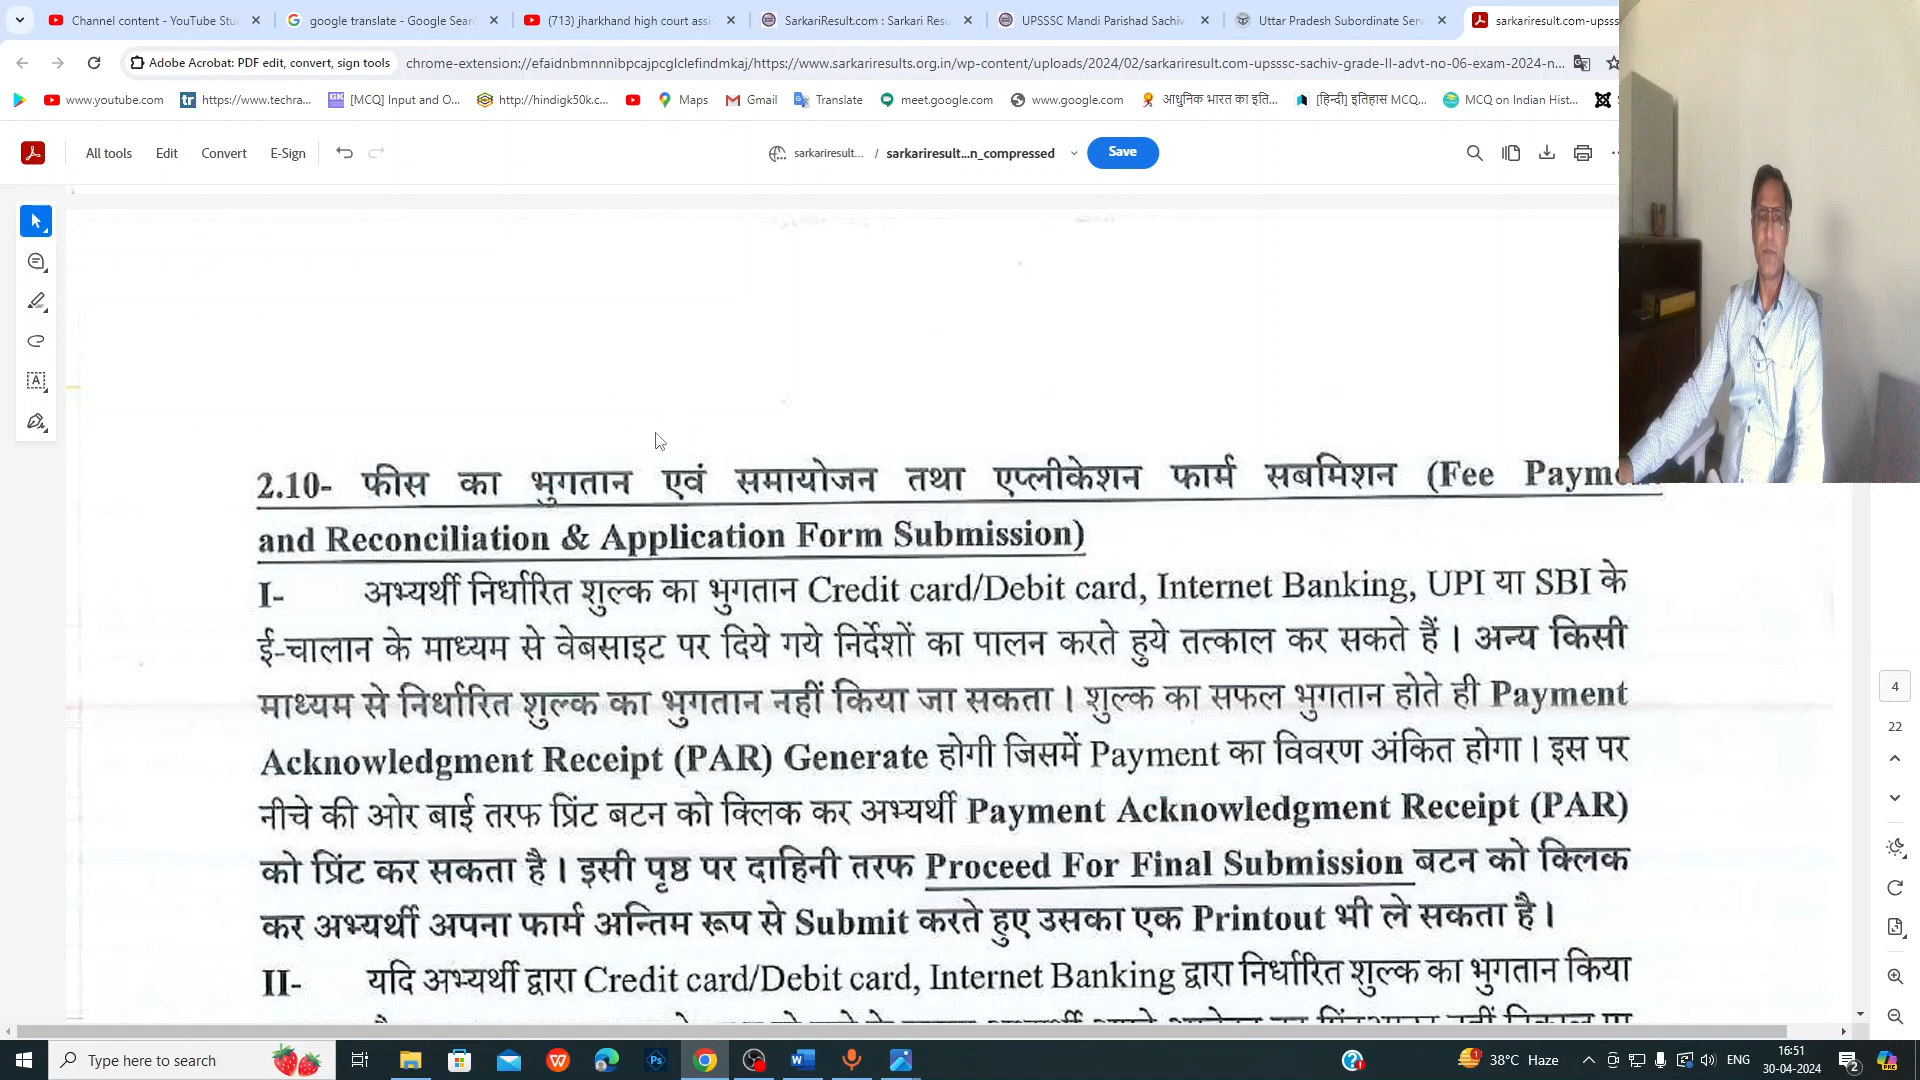 Channel content - YouTube Stu
google translate - Google Sear
(713) jharkhand high court assi
SarkariResult.com : Sarkari Resu
UPSSSC Mandi Parishad Sachiv
Uttar Pradesh Subordinate Serv
sarkariresult.com-upsss
Adobe Acrobat: PDF edit, convert, sign tools
chrome-extension://efaidnbmnnnibpcajpcglclefindmkaj/https://www.sarkariresults.org.in/wp-content/uploads/2024/02/sarkariresult.com-upsssc-sachiv-grade-II-advt-no-06-exam-2024-n...
www.youtube.com
https://www.techra...
[MCQ] Input and O...
http://hindigk50k.c...
Maps
Gmail
Translate
meet.google.com
www.google.com
आधुनिक भारत का इति...
[हिन्दी] इतिहास MCQ...
MCQ on Indian Hist...
All tools Edit Convert E-Sign
sarkariresult... / sarkariresult...n_compressed
Save
2.10- फीस का भुगतान एवं समायोजन तथा एप्लीकेशन फार्म सबमिशन (Fee Payme
and Reconciliation & Application Form Submission)
I- अभ्यर्थी निर्धारित शुल्क का भुगतान Credit card/Debit card, Internet Banking, UPI या SBI के
ई-चालान के माध्यम से वेबसाइट पर दिये गये निर्देशों का पालन करते हुये तत्काल कर सकते हैं। अन्य किसी
माध्यम से निर्धारित शुल्क का भुगतान नहीं किया जा सकता। शुल्क का सफल भुगतान होते ही Payment
Acknowledgment Receipt (PAR) Generate होगी जिसमें Payment का विवरण अंकित होगा। इस पर
नीचे की ओर बाई तरफ प्रिंट बटन को क्लिक कर अभ्यर्थी Payment Acknowledgment Receipt (PAR)
को प्रिंट कर सकता है। इसी पृष्ठ पर दाहिनी तरफ Proceed For Final Submission बटन को क्लिक
कर अभ्यर्थी अपना फार्म अन्तिम रूप से Submit करते हुए उसका एक Printout भी ले सकता है।
II- यदि अभ्यर्थी द्वारा Credit card/Debit card, Internet Banking द्वारा निर्धारित शुल्क का भुगतान किया
4
22
Type here to search
38°C Haze
ENG
16:51
30-04-2024
2